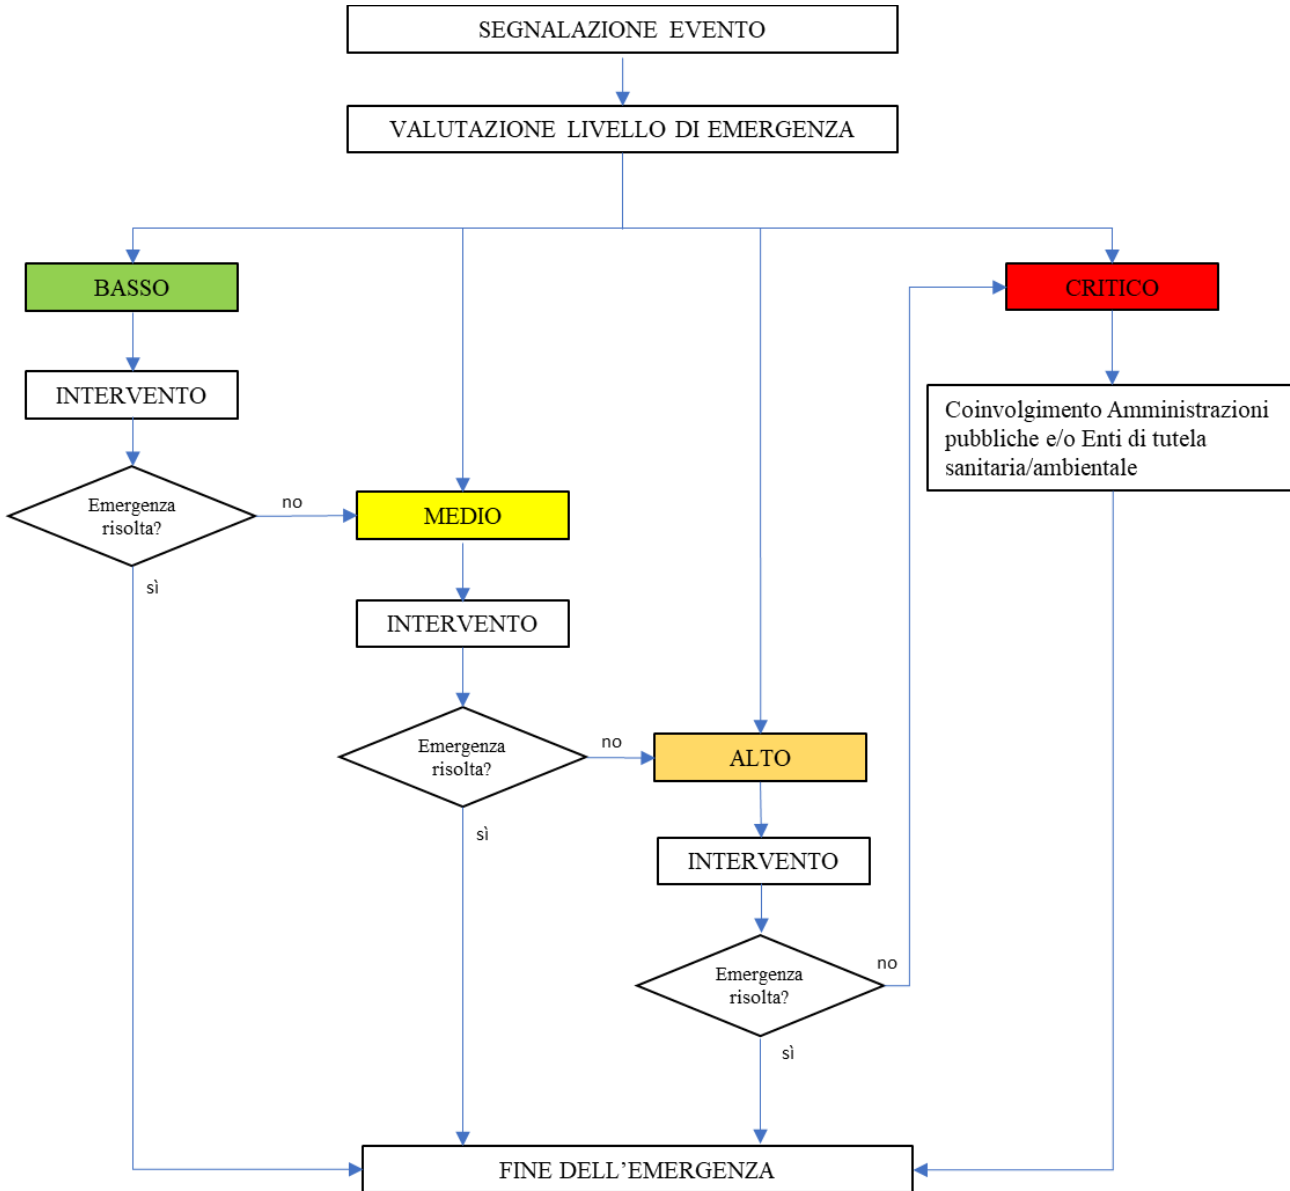 SEGNALAZIONE EVENTO
VALUTAZIONE LIVELLO DI EMERGENZA
BASSO
CRITICO
INTERVENTO
Coinvolgimento Amministrazioni
pubbliche e/o Enti di tutela
sanitaria/ambientale
Emergenza
risolta?
no
sì
MEDIO
INTERVENTO
Emergenza
risolta?
no
sì
ALTO
INTERVENTO
Emergenza
risolta?
no
sì
FINE DELL’EMERGENZA